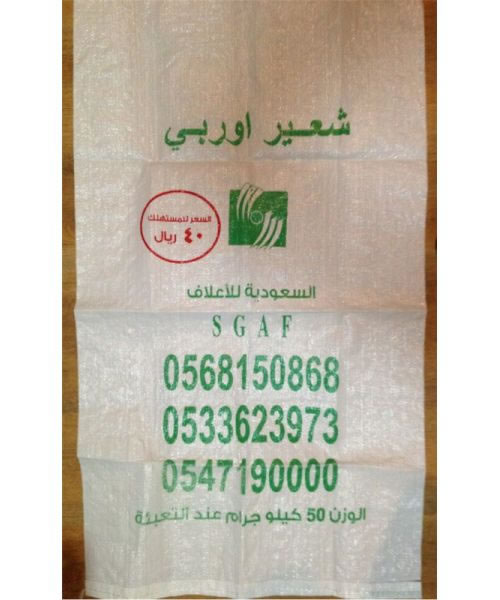 شعير اوربي
السعر للمستهلك
٤٠ ريال
السعودية للأعلاف
SGAF
0568150868
0533623973
0547190000
الوزن 50 كيلو جرام عند التعبئة